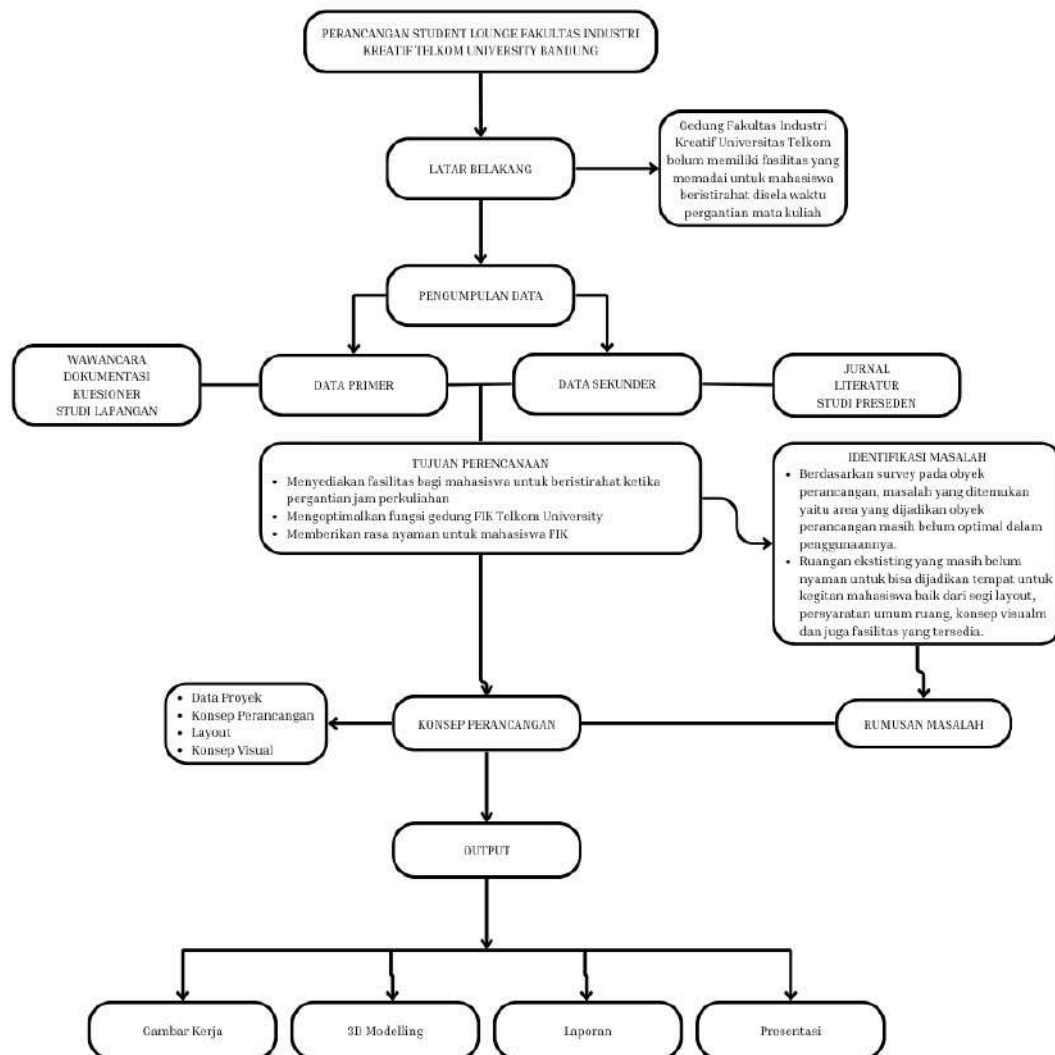 PERANCANGAN STUDENT LOUNGE FAKULTAS INDUSTRI
KREATIF TELKOM UNIVERSITY BANDUNG
LATAR BELAKANG
Gedung Fakultas Industri
Kreatif Universitas Telkom
belum memiliki fasilitas yang
memadai untuk mahasiswa
beristirahat disela waktu
pergantian mata kuliah
PENGUMPULAN DATA
WAWANCARA
DOKUMENTASI
KUESIONER
STUDI LAPANGAN
DATA PRIMER
DATA SEKUNDER
JURNAL
LITERATUR
STUDI PRESEDEN
TUJUAN PERENCANAAN
• Menyediakan fasilitas bagi mahasiswa untuk beristirahat ketika
pergantian jam perkuliahan
• Mengoptimalkan fungsi gedung FIK Telkom University
• Memberikan rasa nyaman untuk mahasiswa FIK
IDENTIFIKASI MASALAH
• Berdasarkan survey pada obyek
perancangan, masalah yang ditemukan
yaitu area yang dijadikan obyek
perancangan masih belum optimal dalam
penggunaannya.
• Ruangan ekstisting yang masih belum
nyaman untuk bisa dijadikan tempat untuk
kegitan mahasiswa baik dari segi layout,
persyaratan umum ruang, konsep visualm
dan juga fasilitas yang tersedia.
• Data Proyek
• Konsep Perancangan
• Layout
• Konsep Visual
KONSEP PERANCANGAN
RUMUSAN MASALAH
OUTPUT
Gambar Kerja
3D Modelling
Laporan
Presentasi